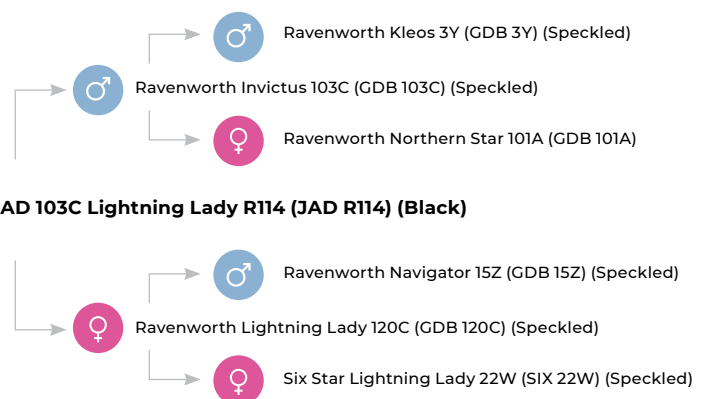 Ravenworth Kleos 3Y (GDB 3Y) (Speckled)
Ravenworth Invictus 103C (GDB 103C) (Speckled)
Ravenworth Northern Star 101A (GDB 101A)
AD 103C Lightning Lady R114 (JAD R114) (Black)
Ravenworth Navigator 15Z (GDB 15Z) (Speckled)
Ravenworth Lightning Lady 120C (GDB 120C) (Speckled)
Six Star Lightning Lady 22W (SIX 22W) (Speckled)